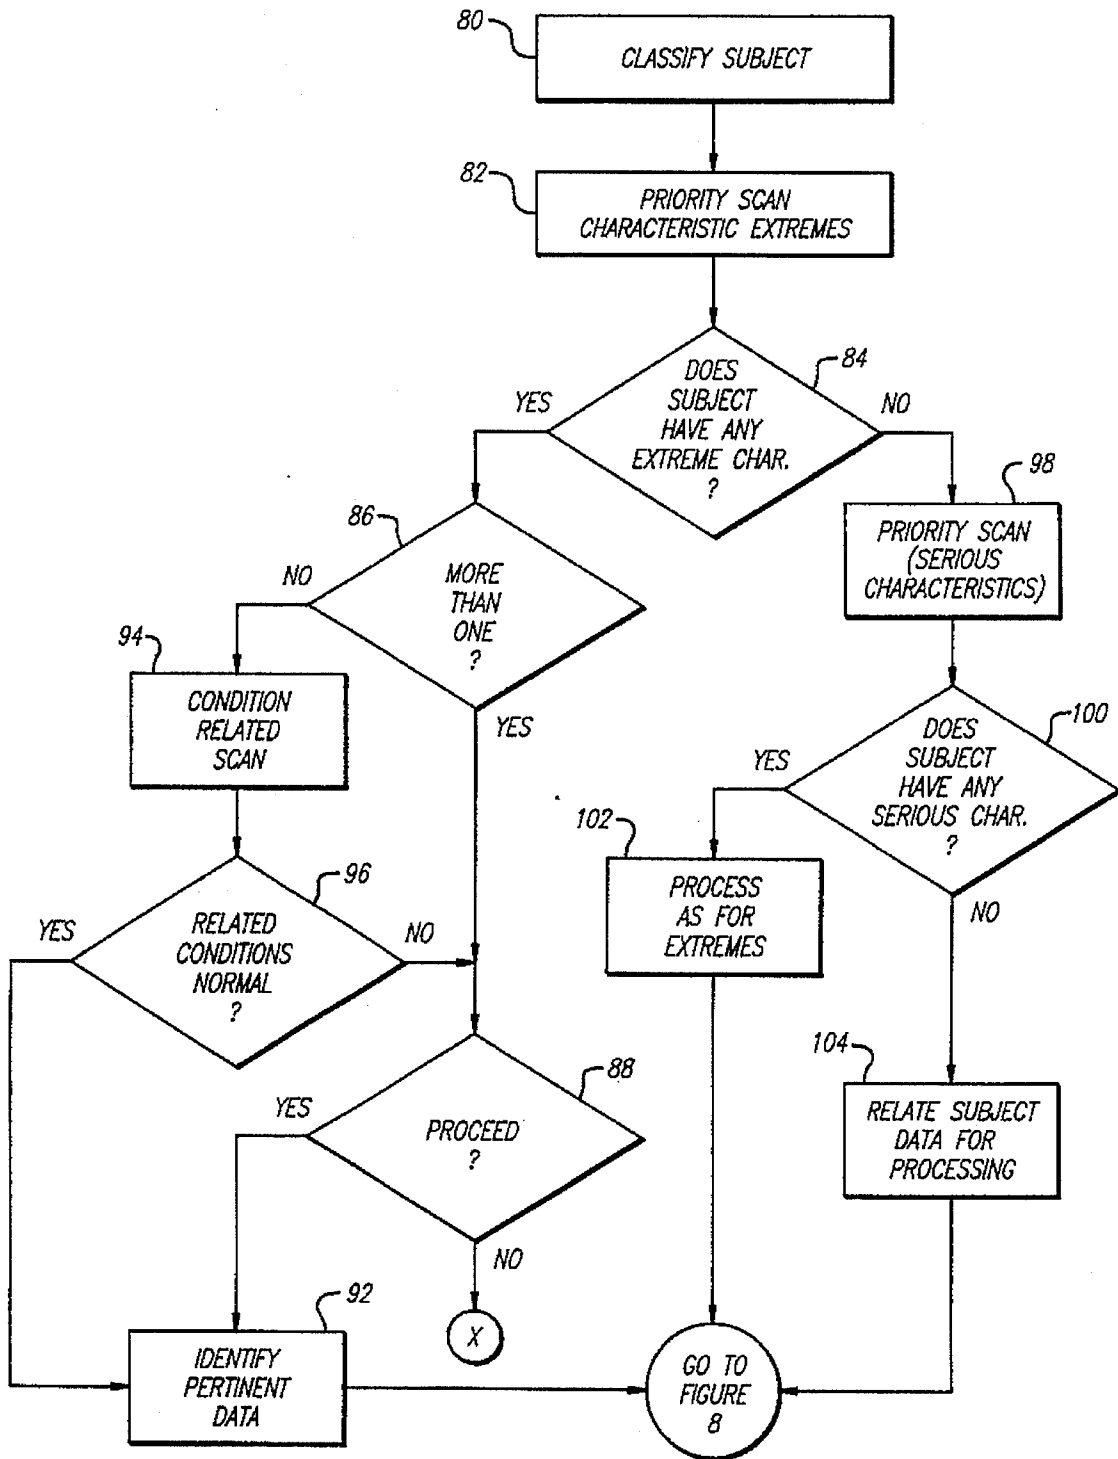 80
CLASSIFY SUBJECT
82
PRIORITY SCAN
CHARACTERISTIC EXTREMES
84
DOES
SUBJECT
HAVE ANY
EXTREME CHAR.
?
YES
NO
86
MORE
THAN
ONE
?
NO
YES
98
PRIORITY SCAN
(SERIOUS
CHARACTERISTICS)
94
CONDITION
RELATED
SCAN
100
DOES
SUBJECT
HAVE ANY
SERIOUS CHAR.
?
YES
NO
102
PROCESS
AS FOR
EXTREMES
96
RELATED
CONDITIONS
NORMAL
?
YES
NO
88
PROCEED
?
YES
NO
104
RELATE SUBJECT
DATA FOR
PROCESSING
92
IDENTIFY
PERTINENT
DATA
X
GO TO
FIGURE
8